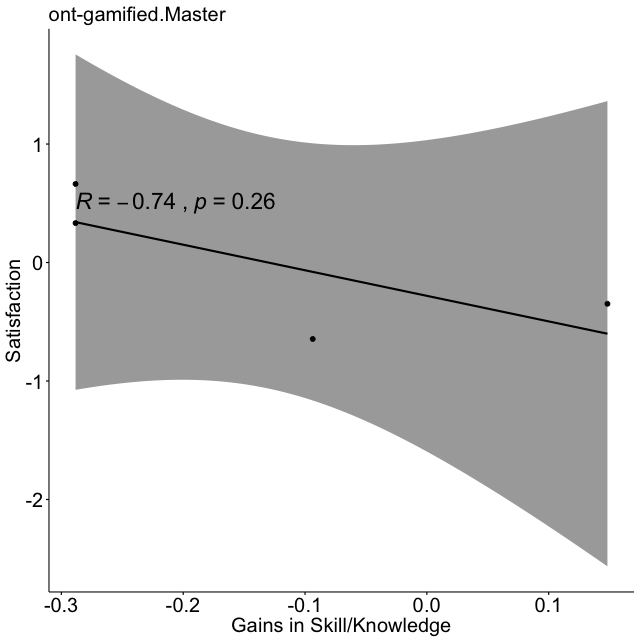 ont-gamified.Master
1
R = −0.74 , p = 0.26
0
-1
-2
Satisfaction
-0.3 -0.2 -0.1 0.0 0.1
Gains in Skill/Knowledge